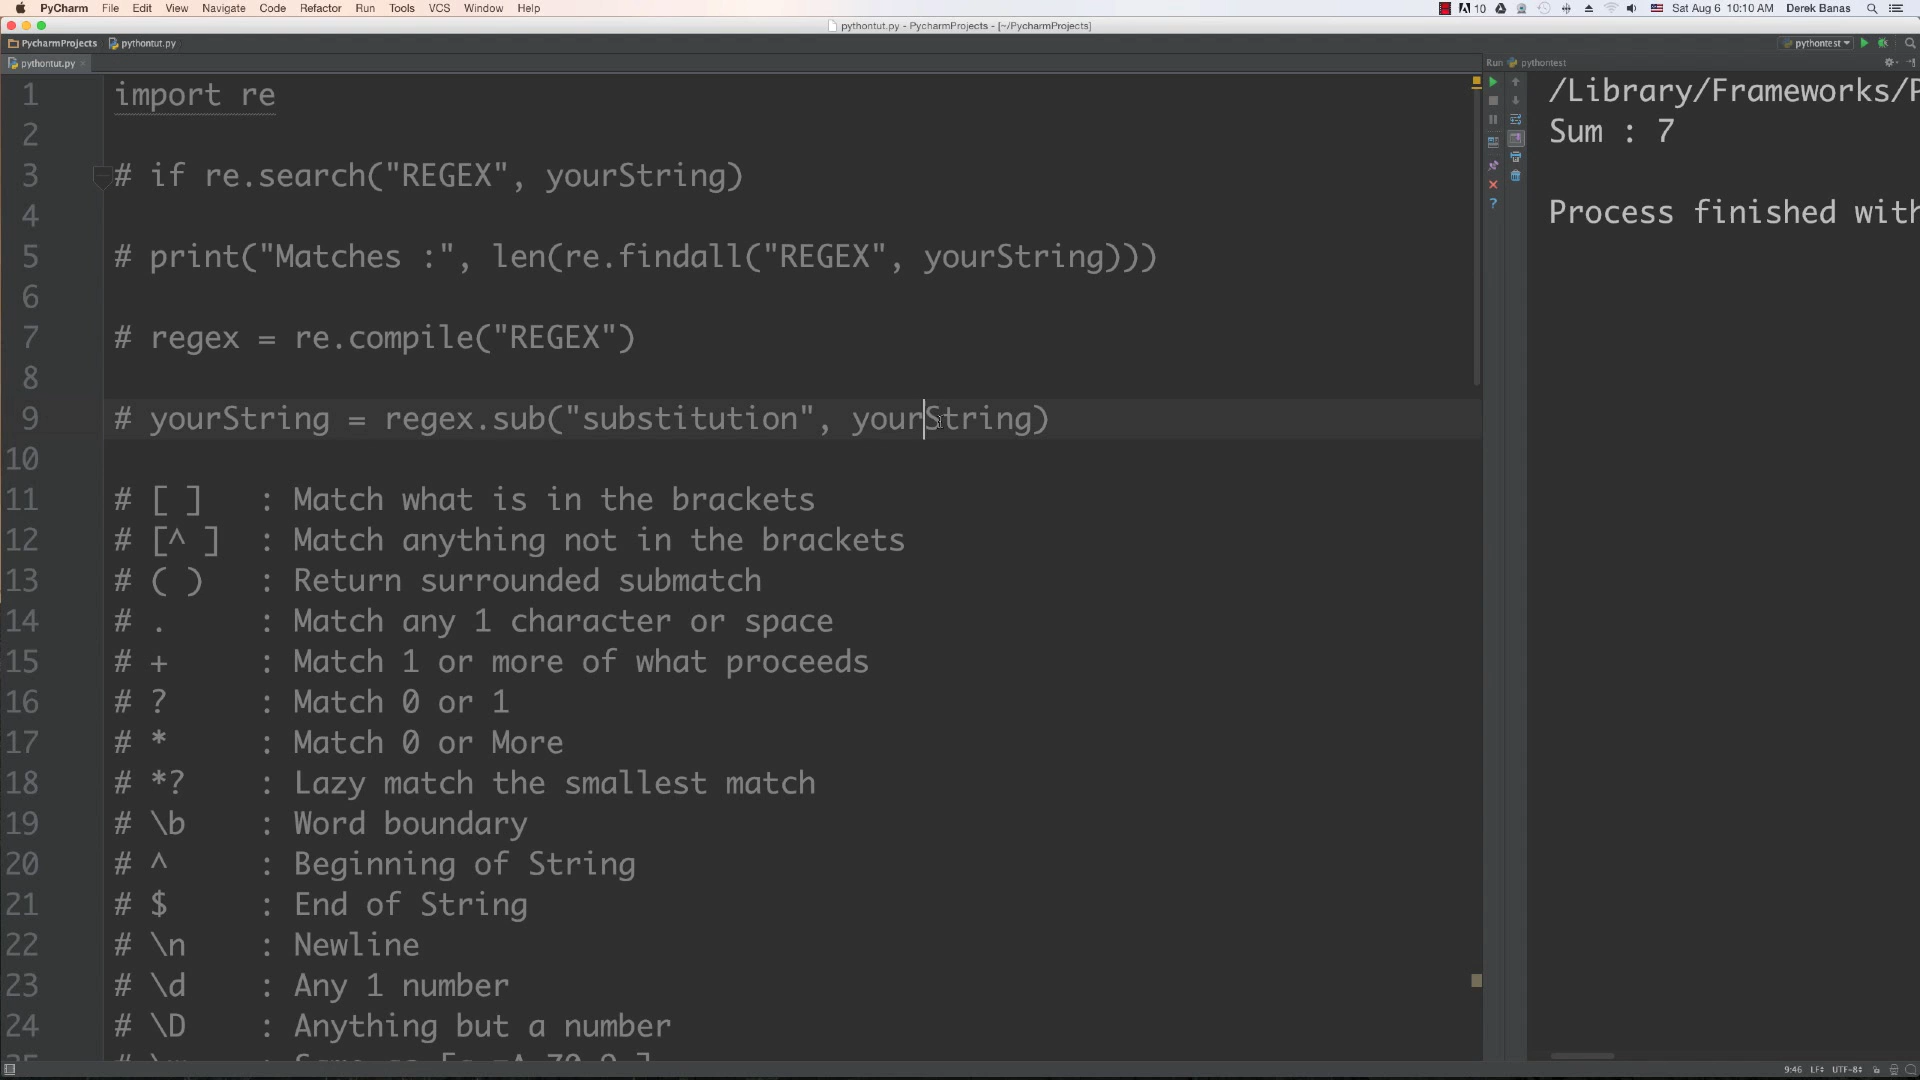 PyCharm File Edit View Navigate Code Refactor Run Tools VCS Window Help 10 Sat Aug 6 10:10 AM Derek Banas
pythontut.py - PycharmProjects - [~/PycharmProjects]
PycharmProjects pythontut.py pythontest
pythontut.py Run pythontest
1 import re
2
3 # if re.search("REGEX", yourString)
4
5 # print("Matches :", len(re.findall("REGEX", yourString)))
6
7 # regex = re.compile("REGEX")
8
9 # yourString = regex.sub("substitution", yourString)
10
11 # [ ] : Match what is in the brackets
12 # [^ ] : Match anything not in the brackets
13 # ( ) : Return surrounded submatch
14 # . : Match any 1 character or space
15 # + : Match 1 or more of what proceeds
16 # ? : Match 0 or 1
17 # * : Match 0 or More
18 # *? : Lazy match the smallest match
19 # \b : Word boundary
20 # ^ : Beginning of String
21 # $ : End of String
22 # \n : Newline
23 # \d : Any 1 number
24 # \D : Anything but a number
/Library/Frameworks/P
Sum : 7
Process finished with
9:46 LF UTF-8